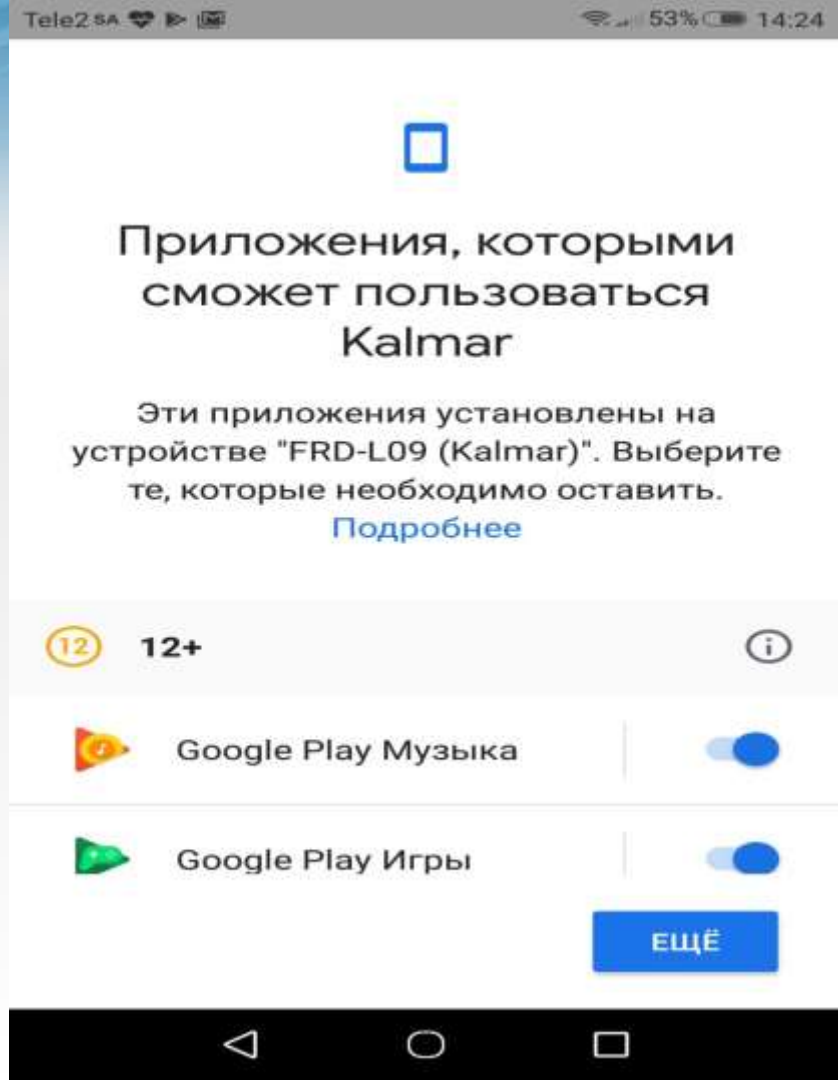 Tele2 SA 53% 14:24
Приложения, которыми
сможет пользоваться
Kalmar
Эти приложения установлены на
устройстве "FRD-L09 (Kalmar)". Выберите
те, которые необходимо оставить.
Подробнее
12 12+
Google Play Музыка
Google Play Игры
ЕЩЁ